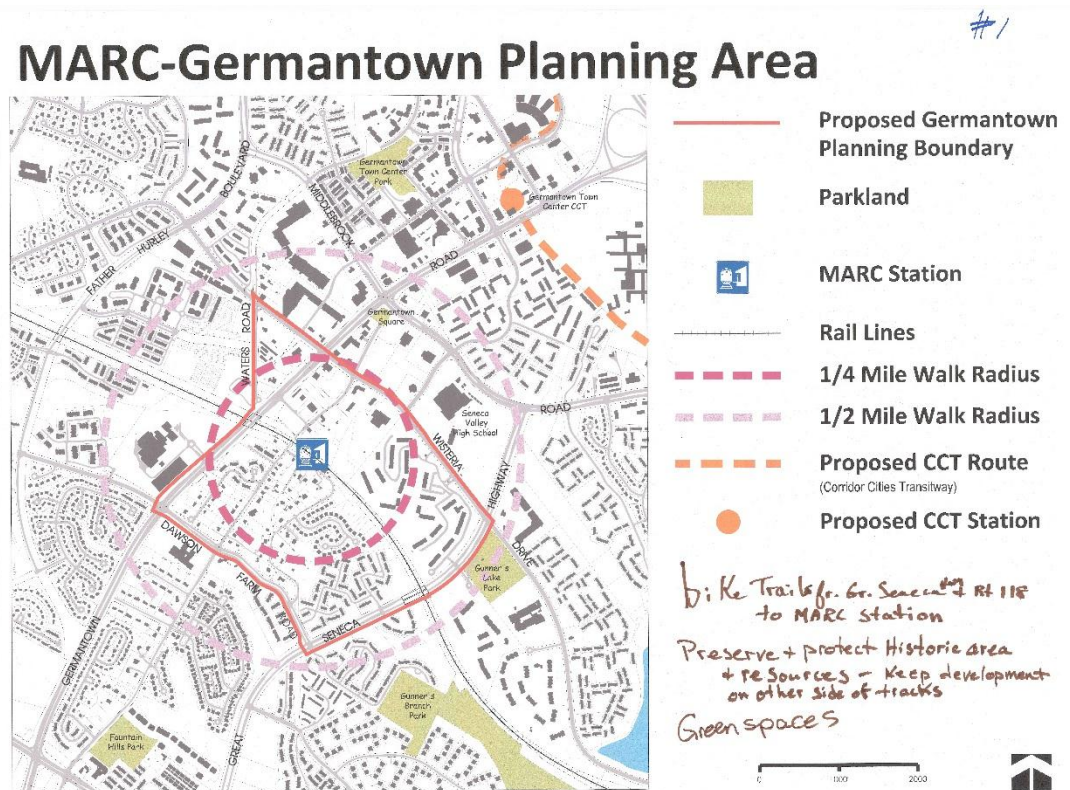 #1
MARC-Germantown Planning Area
Proposed Germantown
Planning Boundary
Parkland
MARC Station
Rail Lines
1/4 Mile Walk Radius
1/2 Mile Walk Radius
Proposed CCT Route
(Corridor Cities Transitway)
Proposed CCT Station
bike Trails fr. Gr. Seneca Hwy & Rt 118
to MARC station
Preserve + protect Historic area
+ resources - Keep development
on other side of tracks
Green spaces
0 1000 2000
Germantown
Town Center
Park
BOULEVARD
MIDDLEBROOK
Germantown Town
Center CCT
HURLEY
FATHER
ROAD
Germantown
Square
WATERS ROAD
Seneca
Valley
High School
ROAD
WISTERIA
HIGHWAY
DRIVE
DAWSON
FARM
ROAD
Gunner's
Lake
Park
SENECA
GERMANTOWN
Gunner's
Branch
Park
Fountain
Hills Park
GREAT